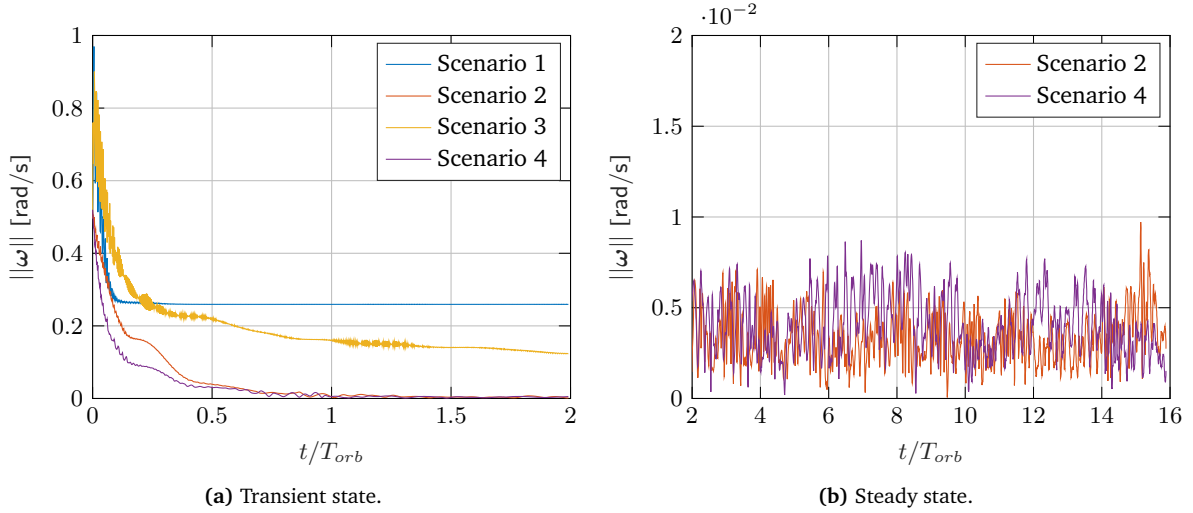 1
0.8
0.6
0.4
0.2
0
0 0.5 1 1.5 2
||ω|| [rad/s]
t/T_orb
Scenario 1
Scenario 2
Scenario 3
Scenario 4
(a) Transient state.
·10⁻²
2
1.5
1
0.5
0
2 4 6 8 10 12 14 16
||ω|| [rad/s]
t/T_orb
Scenario 2
Scenario 4
(b) Steady state.